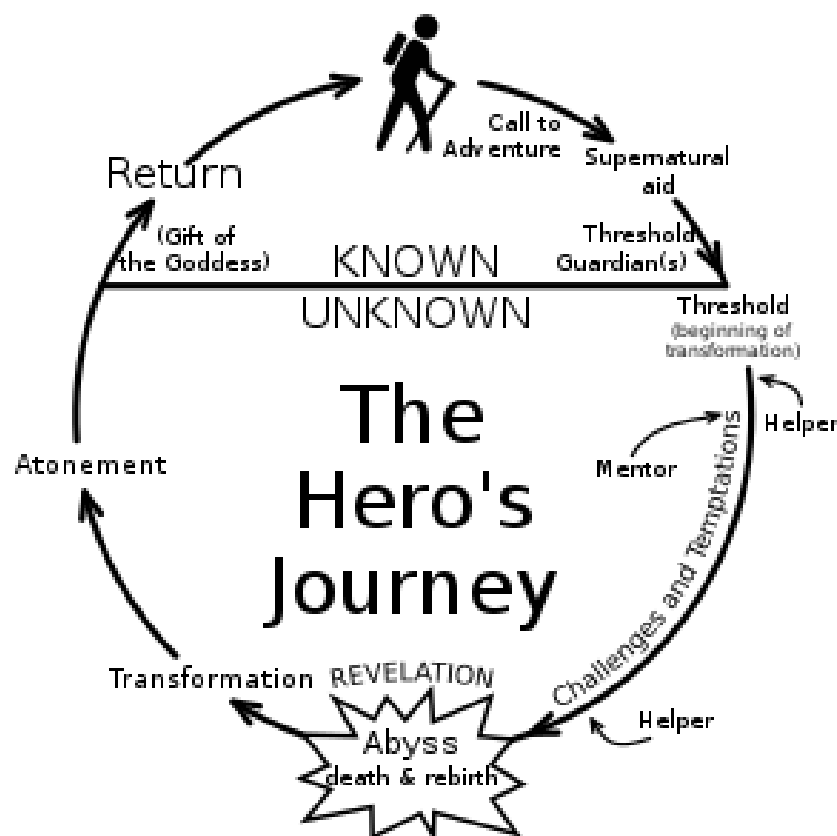 Call to
Adventure
Supernatural
aid
Return
(Gift of
the Goddess)
KNOWN
Threshold
Guardian(s)
UNKNOWN
Threshold
(beginning of
transformation)
Helper
Mentor
Challenges and Temptations
The
Hero's
Journey
Atonement
Transformation
REVELATION
Abyss
death & rebirth
Helper